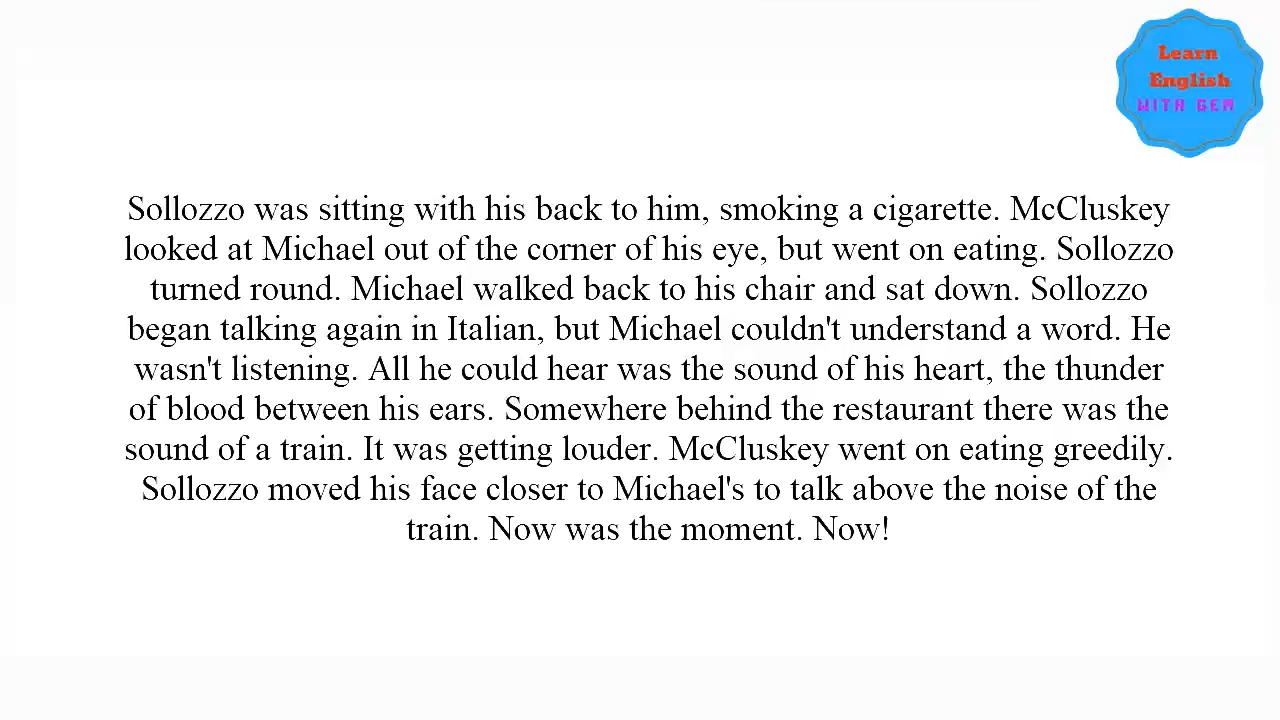 Learn
English
WITH GEM
Sollozzo was sitting with his back to him, smoking a cigarette. McCluskey
looked at Michael out of the corner of his eye, but went on eating. Sollozzo
turned round. Michael walked back to his chair and sat down. Sollozzo
began talking again in Italian, but Michael couldn't understand a word. He
wasn't listening. All he could hear was the sound of his heart, the thunder
of blood between his ears. Somewhere behind the restaurant there was the
sound of a train. It was getting louder. McCluskey went on eating greedily.
Sollozzo moved his face closer to Michael's to talk above the noise of the
train. Now was the moment. Now!